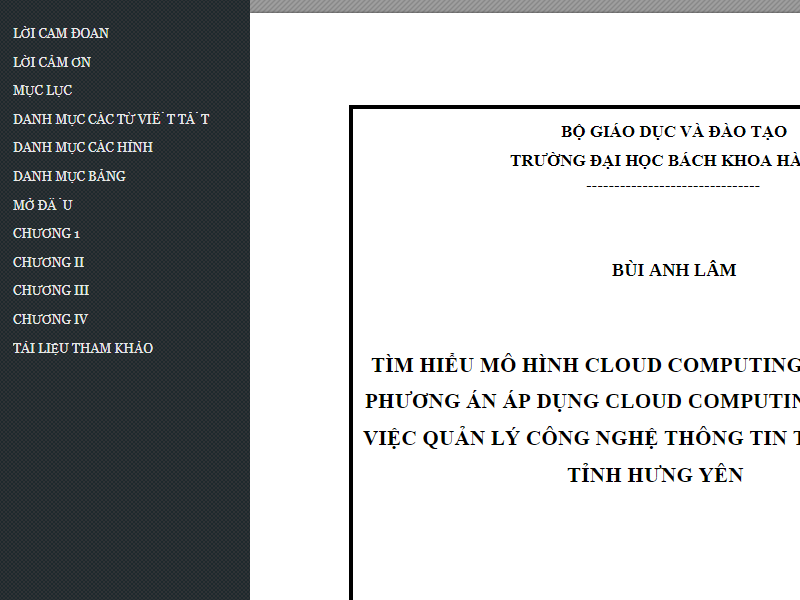 LỜI CAM ĐOAN
LỜI CẢM ƠN
MỤC LỤC
DANH MỤC CÁC TỪ VIẾT TẮT
DANH MỤC CÁC HÌNH
DANH MỤC BẢNG
MỞ ĐẦU
CHƯƠNG 1
CHƯƠNG II
CHƯƠNG III
CHƯƠNG IV
TÀI LIỆU THAM KHẢO
BỘ GIÁO DỤC VÀ ĐÀO TẠO
TRƯỜNG ĐẠI HỌC BÁCH KHOA HÀ
-------------------------------
BÙI ANH LÂM
TÌM HIỂU MÔ HÌNH CLOUD COMPUTING
PHƯƠNG ÁN ÁP DỤNG CLOUD COMPUTIN
VIỆC QUẢN LÝ CÔNG NGHỆ THÔNG TIN T
TỈNH HƯNG YÊN